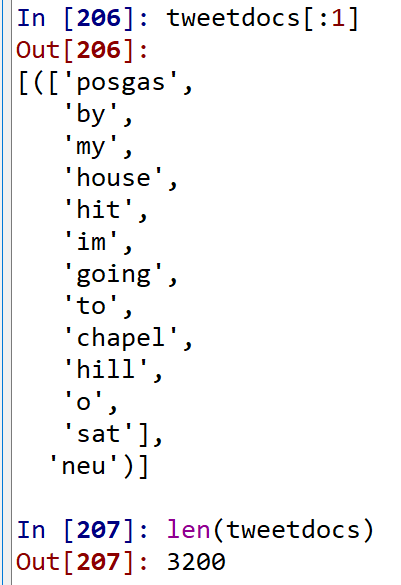 In [206]: tweetdocs[:1]
Out[206]:
[(['posgas',
'by',
'my',
'house',
'hit',
'im',
'going',
'to',
'chapel',
'hill',
'o',
'sat'],
'neu')]
In [207]: len(tweetdocs)
Out[207]: 3200